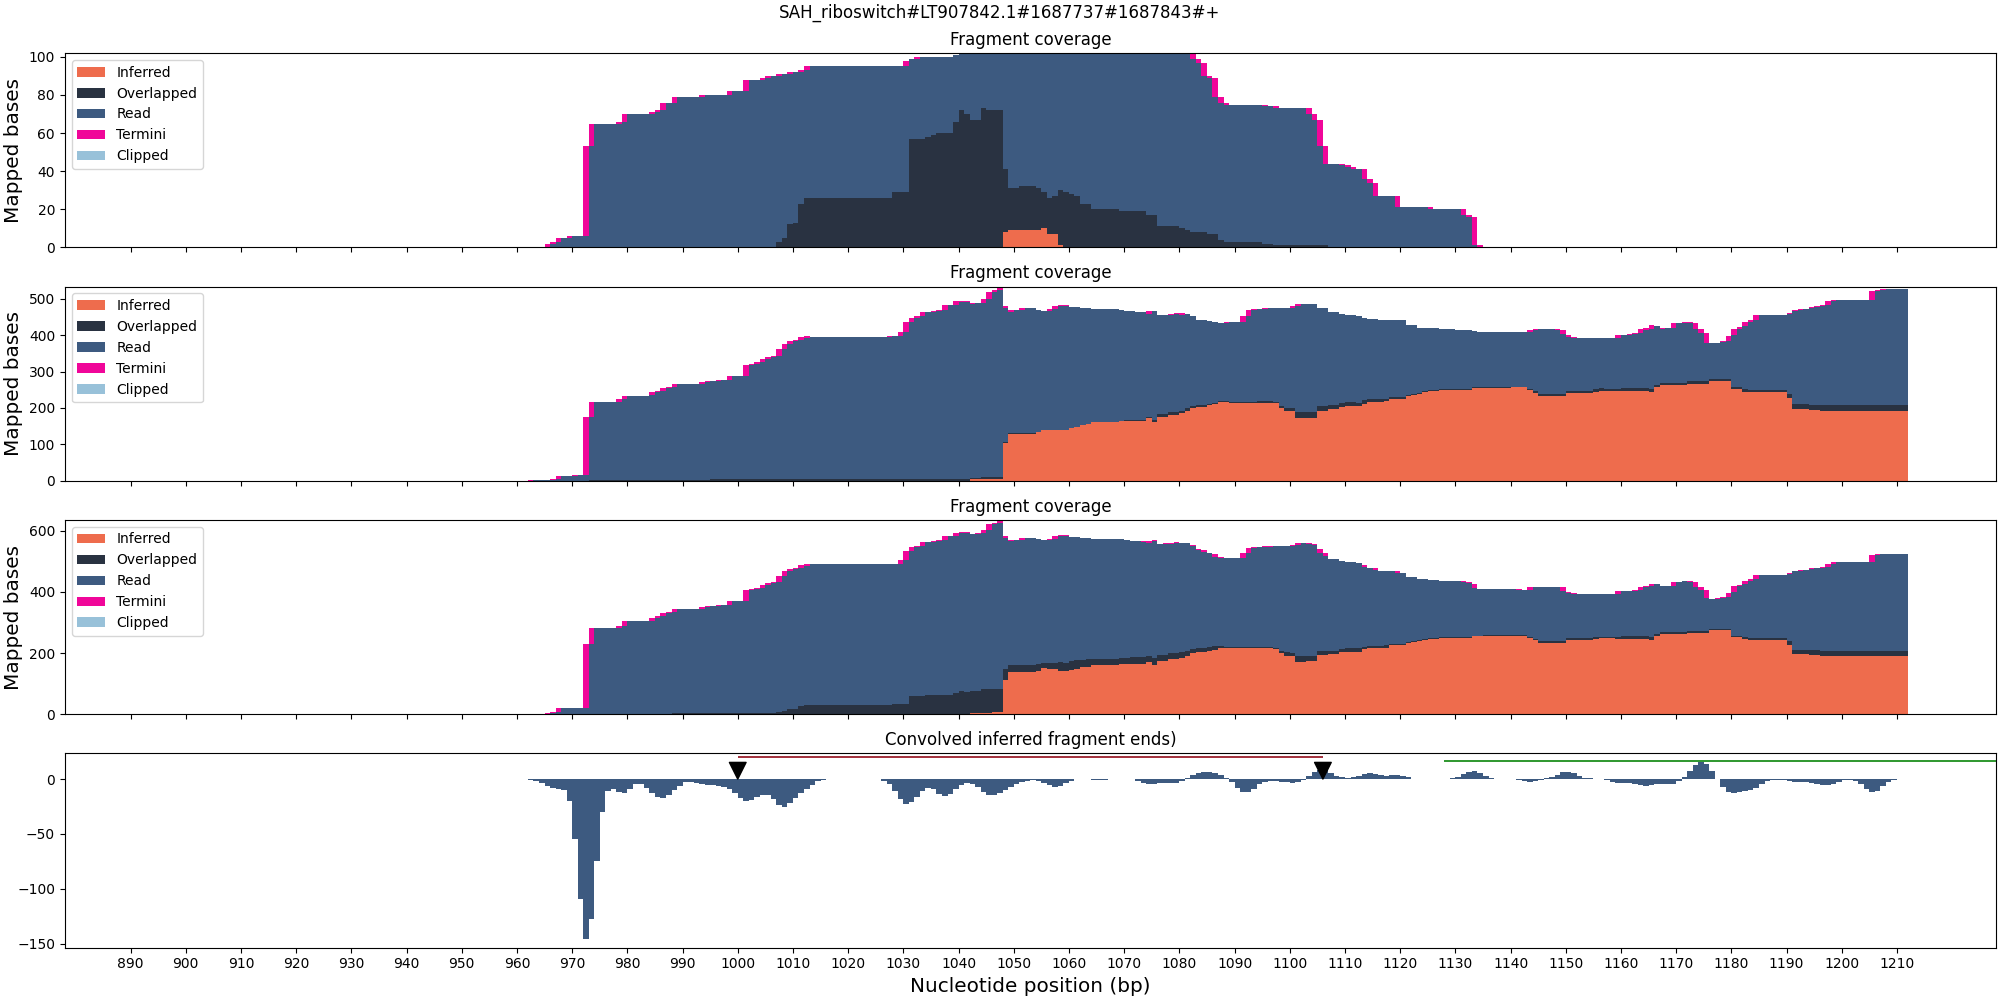 SAH_riboswitch#LT907842.1#1687737#1687843#+
Fragment coverage
Mapped bases
100
80
60
40
20
0
Inferred
Overlapped
Read
Termini
Clipped
Fragment coverage
Mapped bases
500
400
300
200
100
0
Inferred
Overlapped
Read
Termini
Clipped
Fragment coverage
Mapped bases
600
400
200
0
Inferred
Overlapped
Read
Termini
Clipped
Convolved inferred fragment ends)
0
−50
−100
−150
890 900 910 920 930 940 950 960 970 980 990 1000 1010 1020 1030 1040 1050 1060 1070 1080 1090 1100 1110 1120 1130 1140 1150 1160 1170 1180 1190 1200 1210
Nucleotide position (bp)